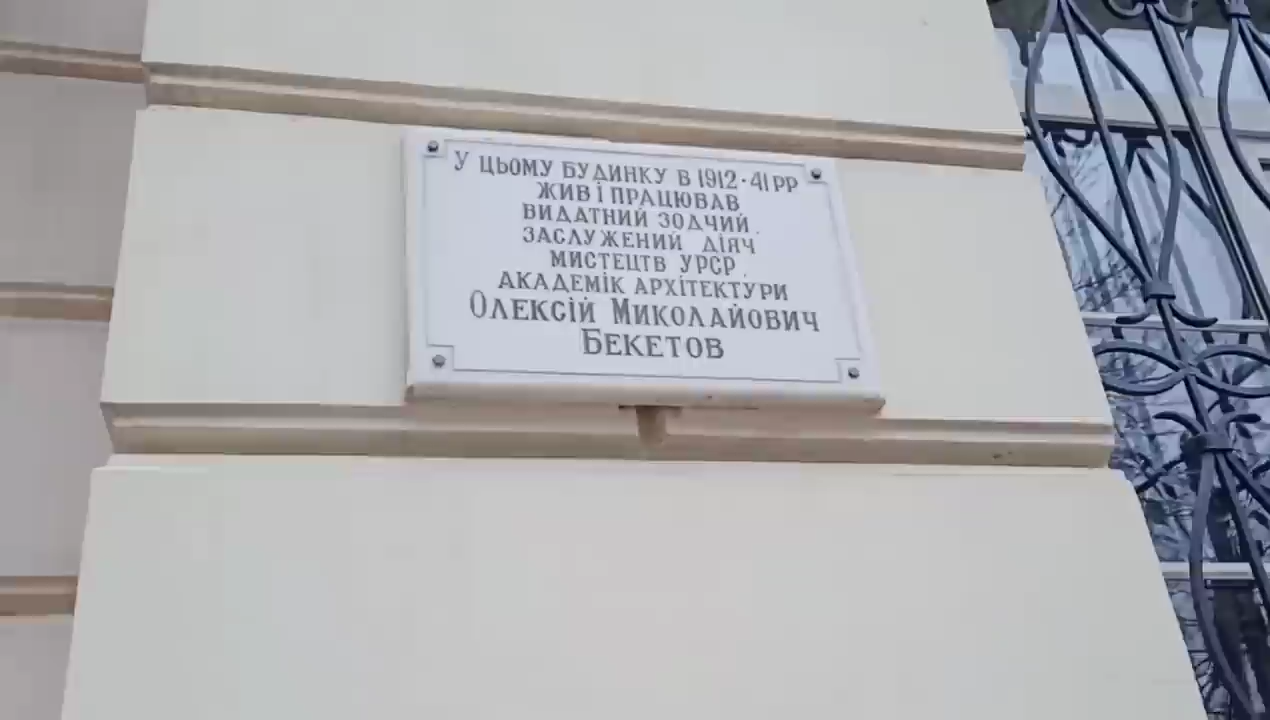 У ЦЬОМУ БУДИНКУ В 1912-41 РР
ЖИВ І ПРАЦЮВАВ
ВИДАТНИЙ ЗОДЧИЙ.
ЗАСЛУЖЕНИЙ ДІЯЧ
МИСТЕЦТВ УРСР.
АКАДЕМІК АРХІТЕКТУРИ
ОЛЕКСІЙ МИКОЛАЙОВИЧ
БЕКЕТОВ